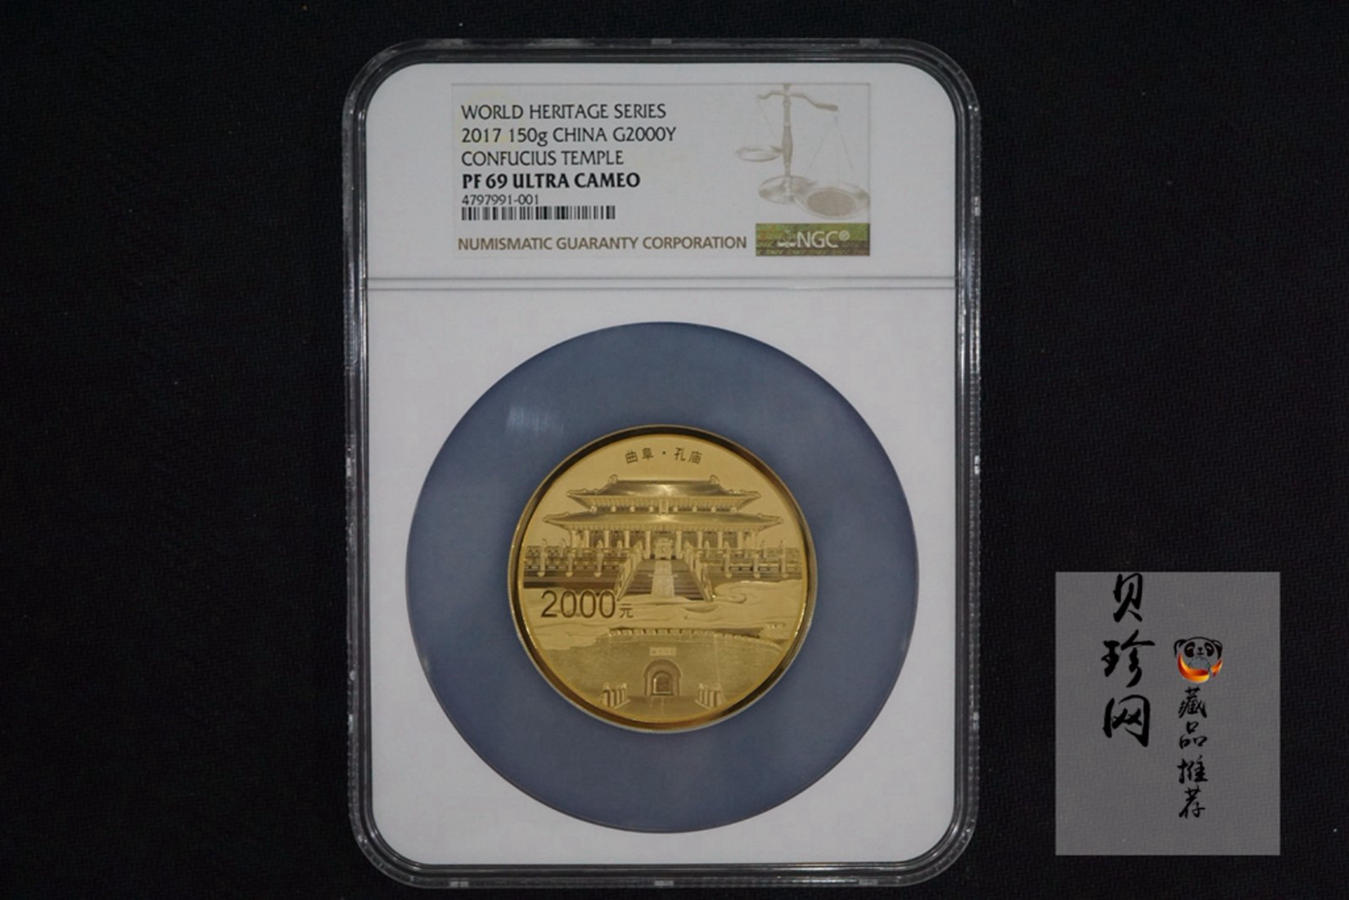 WORLD HERITAGE SERIES
2017 150g CHINA G2000Y
CONFUCIUS TEMPLE
PF 69 ULTRA CAMEO
4797991-001
NUMISMATIC GUARANTY CORPORATION
NGC
曲阜·孔庙
2000元
贝珍网
藏品推荐